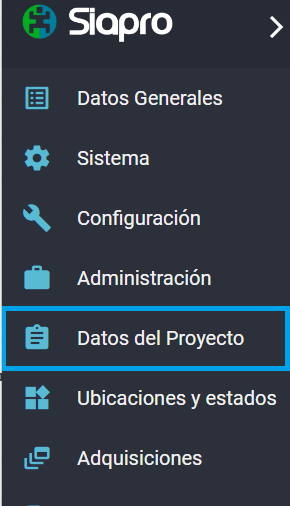 Siapro
Datos Generales
Sistema
Configuración
Administración
Datos del Proyecto
Ubicaciones y estados
Adquisiciones